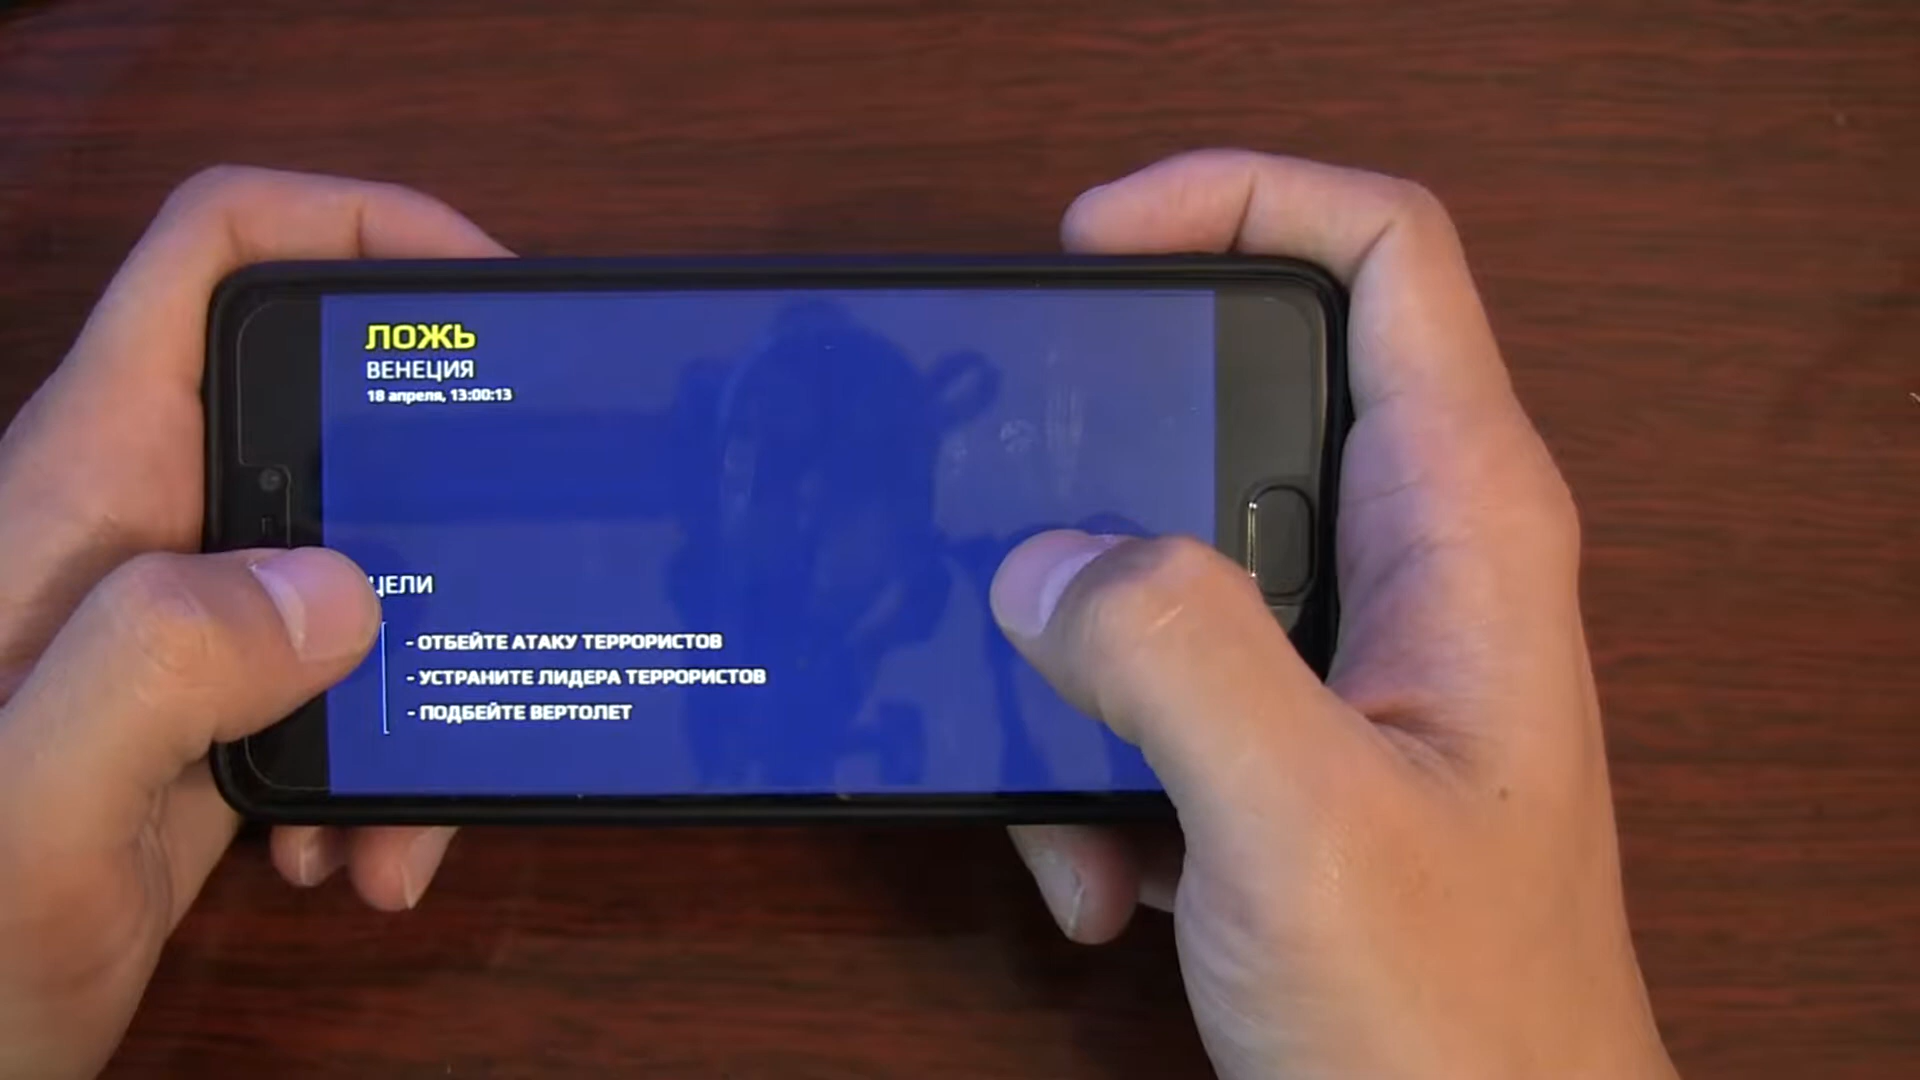 ЛОЖЬ
ВЕНЕЦИЯ
18 апреля, 13:00:13
ЦЕЛИ
- ОТБЕЙТЕ АТАКУ ТЕРРОРИСТОВ
- УСТРАНИТЕ ЛИДЕРА ТЕРРОРИСТОВ
- ПОДБЕЙТЕ ВЕРТОЛЕТ